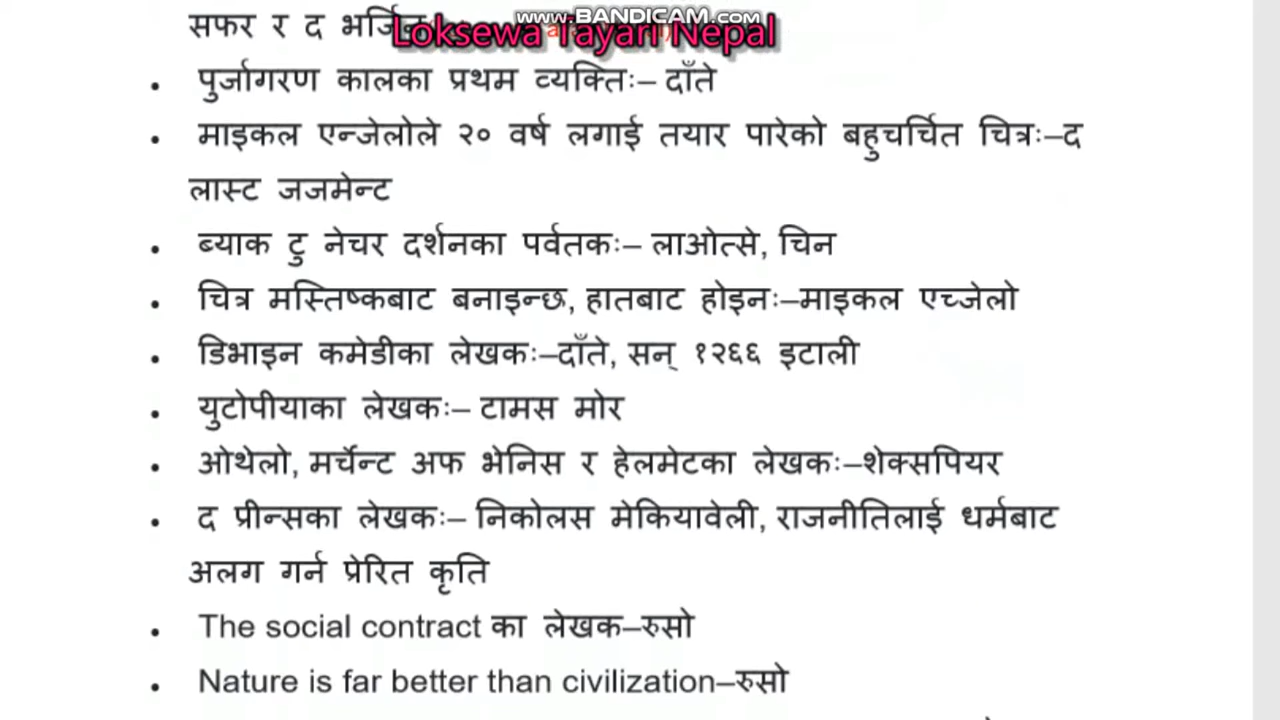 www.BANDICAM.com
सफर र द भर्जि
Loksewa Tayari Nepal
• पुर्जागरण कालका प्रथम व्यक्तिः– दाँते
• माइकल एन्जेलोले २० वर्ष लगाई तयार पारेको बहुचर्चित चित्रः–द
लास्ट जजमेन्ट
• ब्याक टु नेचर दर्शनका पर्वतकः– लाओत्से, चिन
• चित्र मस्तिष्कबाट बनाइन्छ, हातबाट होइनः–माइकल एच्जेलो
• डिभाइन कमेडीका लेखकः–दाँते, सन् १२६६ इटाली
• युटोपीयाका लेखकः– टामस मोर
• ओथेलो, मर्चेन्ट अफ भेनिस र हेलमेटका लेखकः–शेक्सपियर
• द प्रीन्सका लेखकः– निकोलस मेकियावेली, राजनीतिलाई धर्मबाट
अलग गर्न प्रेरित कृति
• The social contract का लेखक–रुसो
• Nature is far better than civilization–रुसो